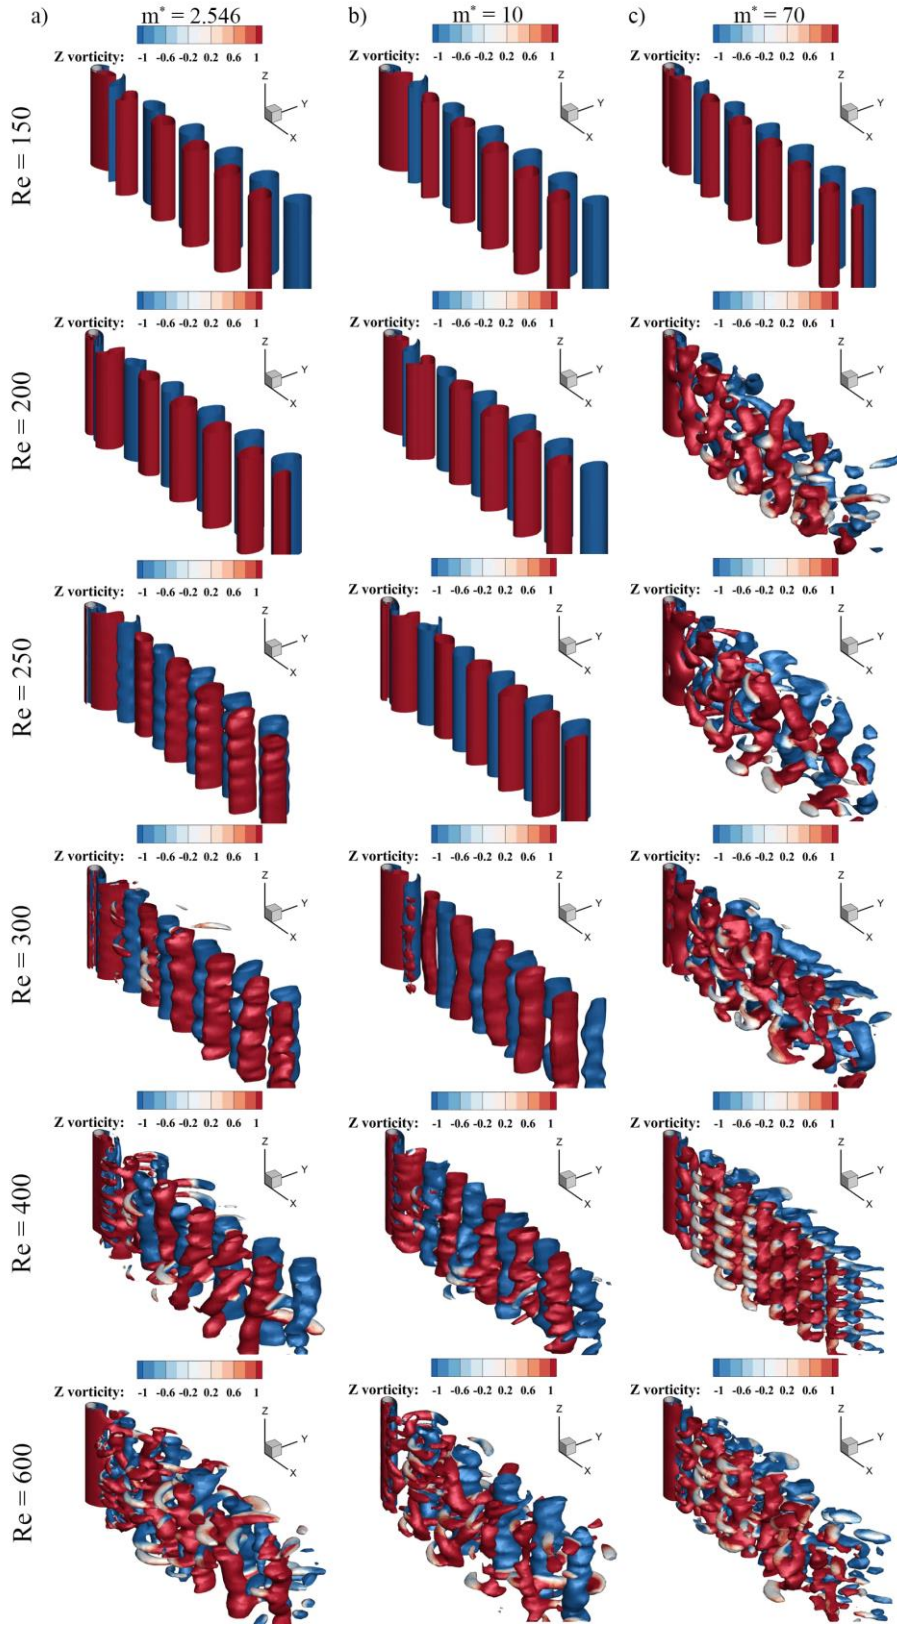 a) m* = 2.546 b) m* = 10 c) m* = 70
Z vorticity: -1 -0.6 -0.2 0.2 0.6 1 Z vorticity: -1 -0.6 -0.2 0.2 0.6 1 Z vorticity: -1 -0.6 -0.2 0.2 0.6 1
Z Y X Z Y X Z Y X
Re = 150
Z vorticity: -1 -0.6 -0.2 0.2 0.6 1 Z vorticity: -1 -0.6 -0.2 0.2 0.6 1 Z vorticity: -1 -0.6 -0.2 0.2 0.6 1
Z Y X Z Y X Z Y X
Re = 200
Z vorticity: -1 -0.6 -0.2 0.2 0.6 1 Z vorticity: -1 -0.6 -0.2 0.2 0.6 1 Z vorticity: -1 -0.6 -0.2 0.2 0.6 1
Z Y X Z Y X Z Y X
Re = 250
Z vorticity: -1 -0.6 -0.2 0.2 0.6 1 Z vorticity: -1 -0.6 -0.2 0.2 0.6 1 Z vorticity: -1 -0.6 -0.2 0.2 0.6 1
Z Y X Z Y X Z Y X
Re = 300
Z vorticity: -1 -0.6 -0.2 0.2 0.6 1 Z vorticity: -1 -0.6 -0.2 0.2 0.6 1 Z vorticity: -1 -0.6 -0.2 0.2 0.6 1
Z Y X Z Y X Z Y X
Re = 400
Z vorticity: -1 -0.6 -0.2 0.2 0.6 1 Z vorticity: -1 -0.6 -0.2 0.2 0.6 1 Z vorticity: -1 -0.6 -0.2 0.2 0.6 1
Z Y X Z Y X Z Y X
Re = 600